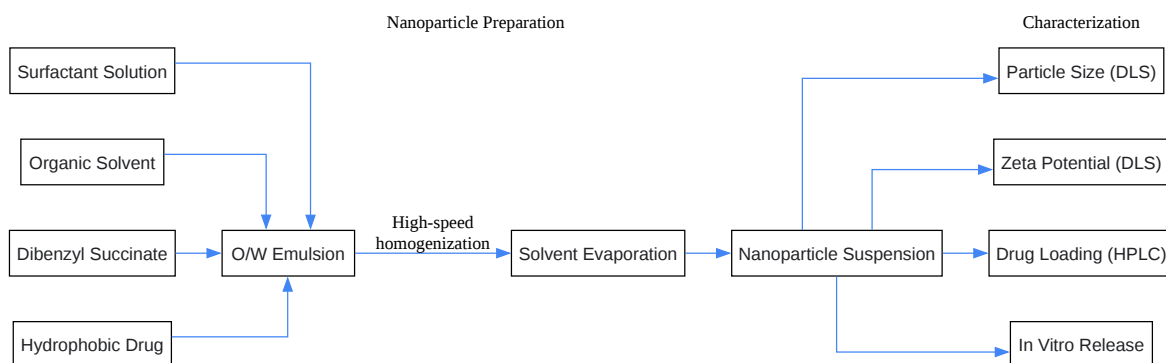 Nanoparticle Preparation
Characterization
Surfactant Solution
Particle Size (DLS)
Organic Solvent
Zeta Potential (DLS)
High-speed
homogenization
Dibenzyl Succinate
O/W Emulsion
Solvent Evaporation
Nanoparticle Suspension
Drug Loading (HPLC)
Hydrophobic Drug
In Vitro Release